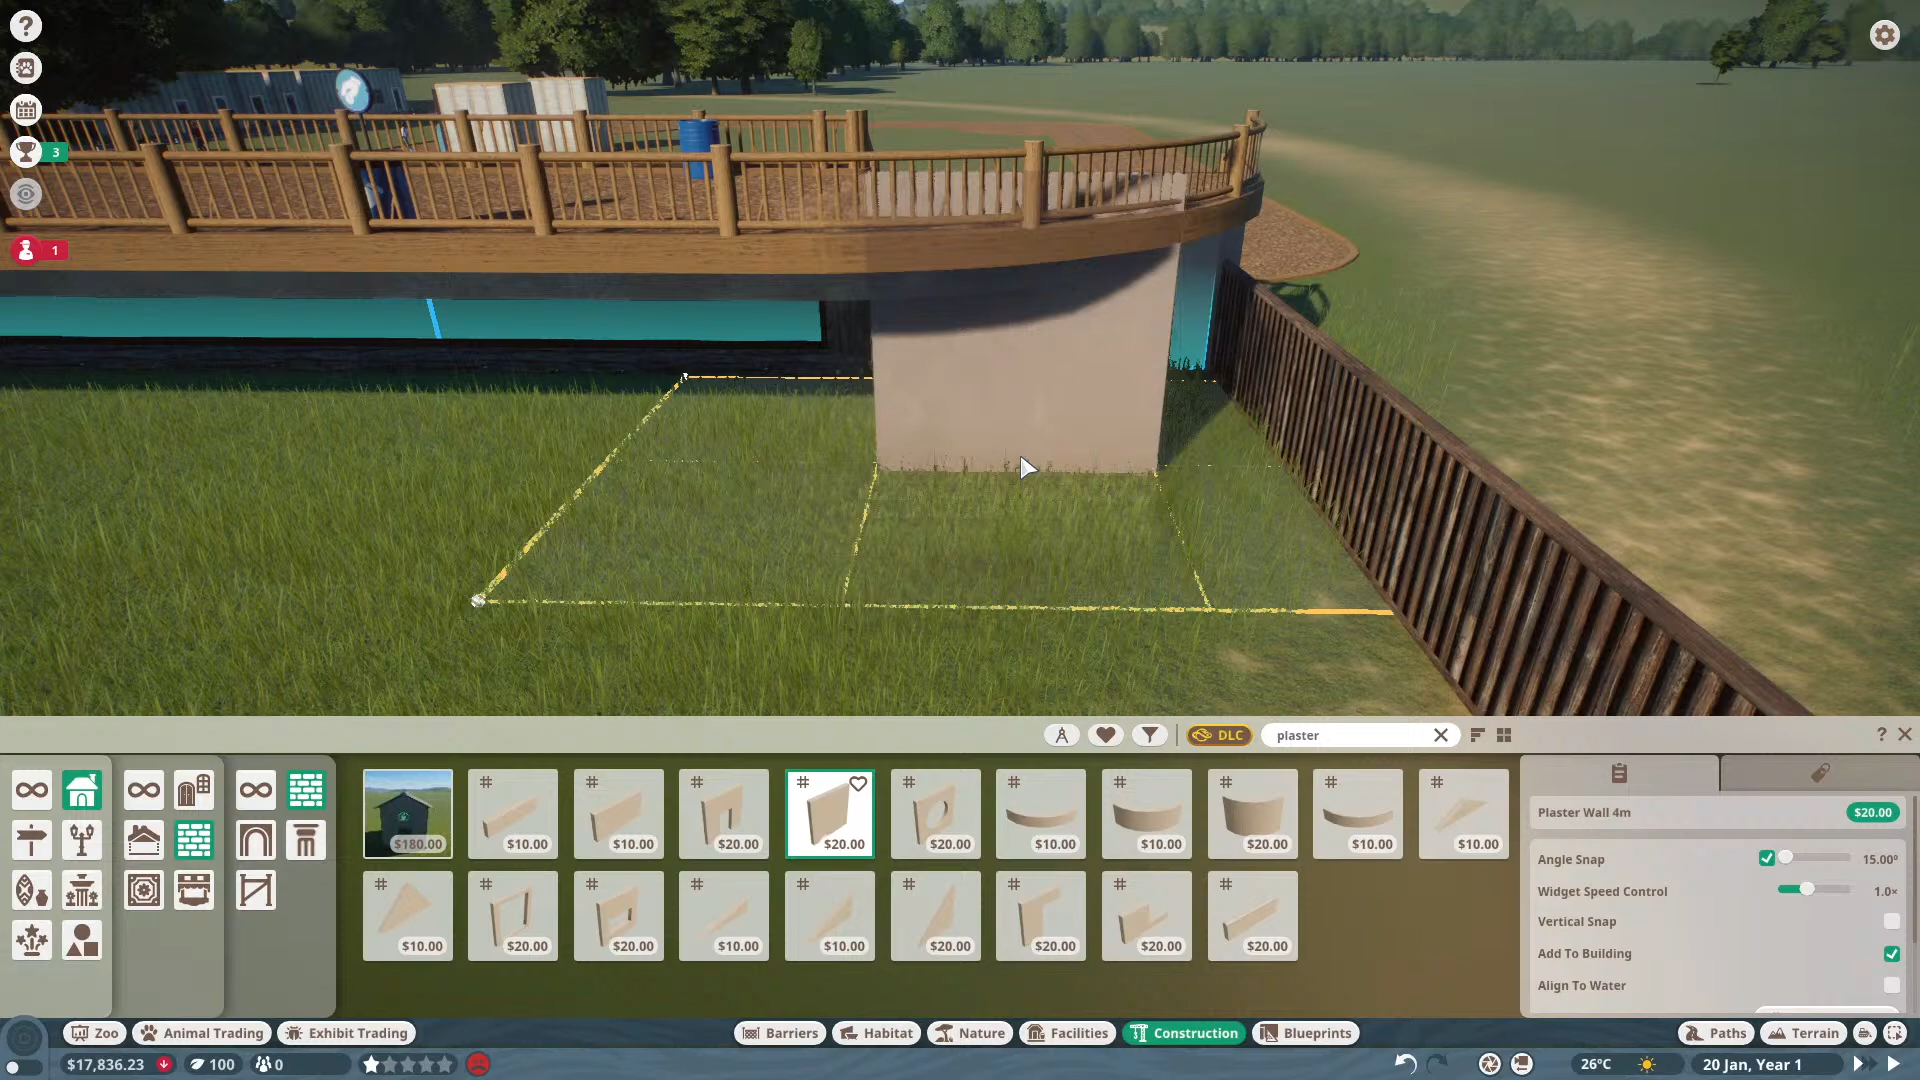 ?
3
1
DLC
plaster
?
$180.00
$10.00
$10.00
$20.00
$20.00
$20.00
$10.00
$10.00
$20.00
$10.00
$10.00
$10.00
$20.00
$20.00
$10.00
$10.00
$20.00
$20.00
$20.00
$20.00
Plaster Wall 4m
$20.00
Angle Snap
15.00°
Widget Speed Control
1.0×
Vertical Snap
Add To Building
Align To Water
Zoo
Animal Trading
Exhibit Trading
Barriers
Habitat
Nature
Facilities
Construction
Blueprints
Paths
Terrain
$17,836.23
100
0
26°C
20 Jan, Year 1